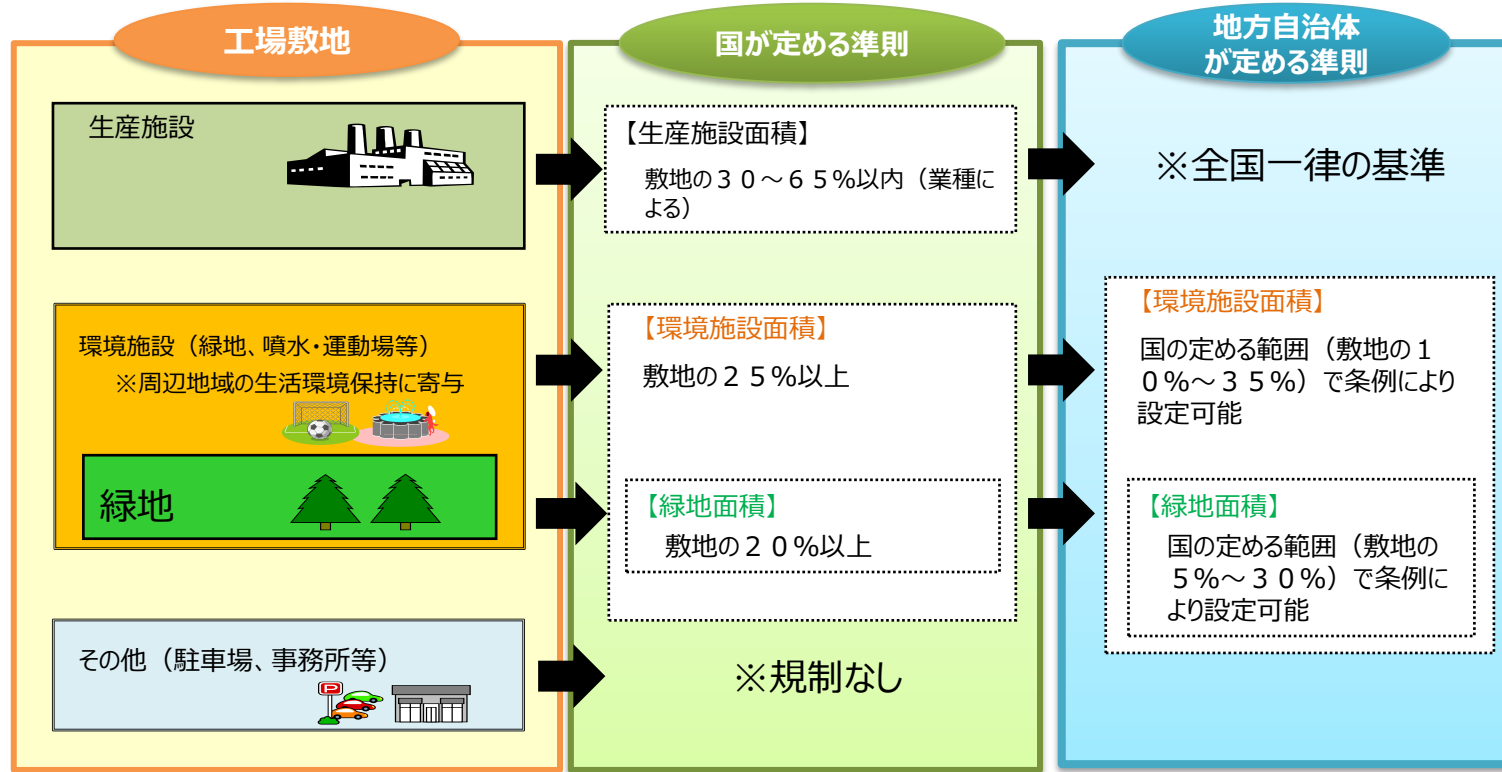 工場敷地
国が定める準則
地方自治体
が定める準則
生産施設
【生産施設面積】
敷地の３０～６５%以内（業種に
よる）
※全国一律の基準
環境施設（緑地、噴水・運動場等）
※周辺地域の生活環境保持に寄与
緑地
【環境施設面積】
敷地の２５%以上
【緑地面積】
敷地の２０%以上
【環境施設面積】
国の定める範囲（敷地の１
０%～３５%）で条例により
設定可能
【緑地面積】
国の定める範囲（敷地の
５%～３０%）で条例に
より設定可能
その他（駐車場、事務所等）
P
※規制なし